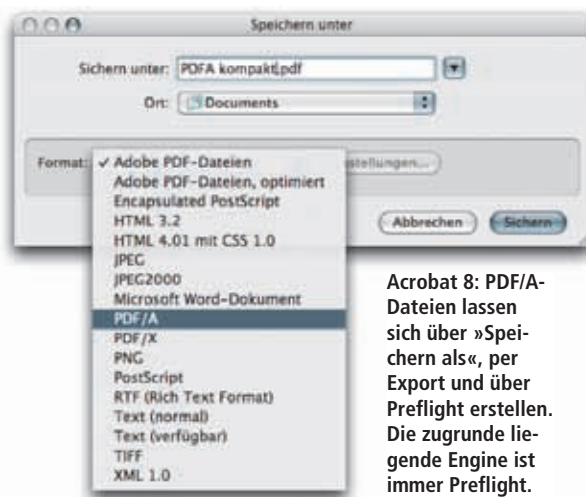 Speichern unter
Sichern unter: PDFA kompakt.pdf
Ort: Documents
Format: ✓ Adobe PDF-Dateien
stellungen...
Adobe PDF-Dateien, optimiert
Encapsulated PostScript
HTML 3.2
HTML 4.01 mit CSS 1.0
JPEG
JPEG2000
Microsoft Word-Dokument
PDF/A
PDF/X
PNG
PostScript
RTF (Rich Text Format)
Text (normal)
Text (verfügbar)
TIFF
XML 1.0
Abbrechen
Sichern
Acrobat 8: PDF/A-
Dateien lassen
sich über »Spei-
chern als«, per
Export und über
Preflight erstellen.
Die zugrunde lie-
gende Engine ist
immer Preflight.